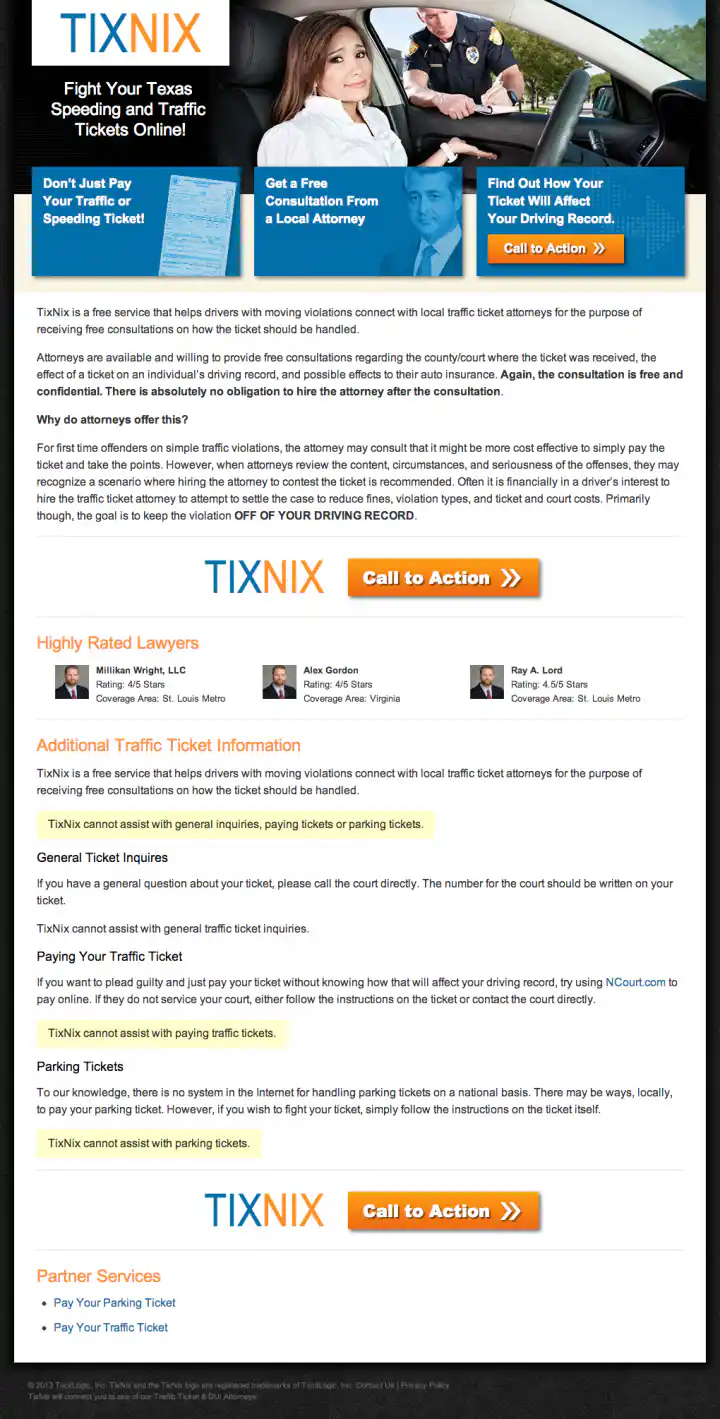 TIXNIX
Fight Your Texas
Speeding and Traffic
Tickets Online!
Don't Just Pay
Your Traffic or
Speeding Ticket!
Get a Free
Consultation From
a Local Attorney
Find Out How Your
Ticket Will Affect
Your Driving Record.
Call to Action »
TixNix is a free service that helps drivers with moving violations connect with local traffic ticket attorneys for the purpose of
receiving free consultations on how the ticket should be handled.
Attorneys are available and willing to provide free consultations regarding the county/court where the ticket was received, the
effect of a ticket on an individual's driving record, and possible effects to their auto insurance. Again, the consultation is free and
confidential. There is absolutely no obligation to hire the attorney after the consultation.
Why do attorneys offer this?
For first time offenders on simple traffic violations, the attorney may consult that it might be more cost effective to simply pay the
ticket and take the points. However, when attorneys review the content, circumstances, and seriousness of the offenses, they may
recognize a scenario where hiring the attorney to contest the ticket is recommended. Often it is financially in a driver's interest to
hire the traffic ticket attorney to attempt to settle the case to reduce fines, violation types, and ticket and court costs. Primarily
though, the goal is to keep the violation OFF OF YOUR DRIVING RECORD.
TIXNIX Call to Action »
Highly Rated Lawyers
Millikan Wright, LLC
Rating: 4/5 Stars
Coverage Area: St. Louis Metro
Alex Gordon
Rating: 4/5 Stars
Coverage Area: Virginia
Ray A. Lord
Rating: 4.5/5 Stars
Coverage Area: St. Louis Metro
Additional Traffic Ticket Information
TixNix is a free service that helps drivers with moving violations connect with local traffic ticket attorneys for the purpose of
receiving free consultations on how the ticket should be handled.
TixNix cannot assist with general inquiries, paying tickets or parking tickets.
General Ticket Inquires
If you have a general question about your ticket, please call the court directly. The number for the court should be written on your
ticket.
TixNix cannot assist with general traffic ticket inquiries.
Paying Your Traffic Ticket
If you want to plead guilty and just pay your ticket without knowing how that will affect your driving record, try using NCourt.com to
pay online. If they do not service your court, either follow the instructions on the ticket or contact the court directly.
TixNix cannot assist with paying traffic tickets.
Parking Tickets
To our knowledge, there is no system in the Internet for handling parking tickets on a national basis. There may be ways, locally,
to pay your parking ticket. However, if you wish to fight your ticket, simply follow the instructions on the ticket itself.
TixNix cannot assist with parking tickets.
TIXNIX Call to Action »
Partner Services
• Pay Your Parking Ticket
• Pay Your Traffic Ticket
© 2013 TicitLogic, Inc. TixNix and the TixNix logo are registered trademarks of TicitLogic, Inc. Contact Us | Privacy Policy
TixNix will connect you to one of our Traffic Ticket & DUI Attorneys.